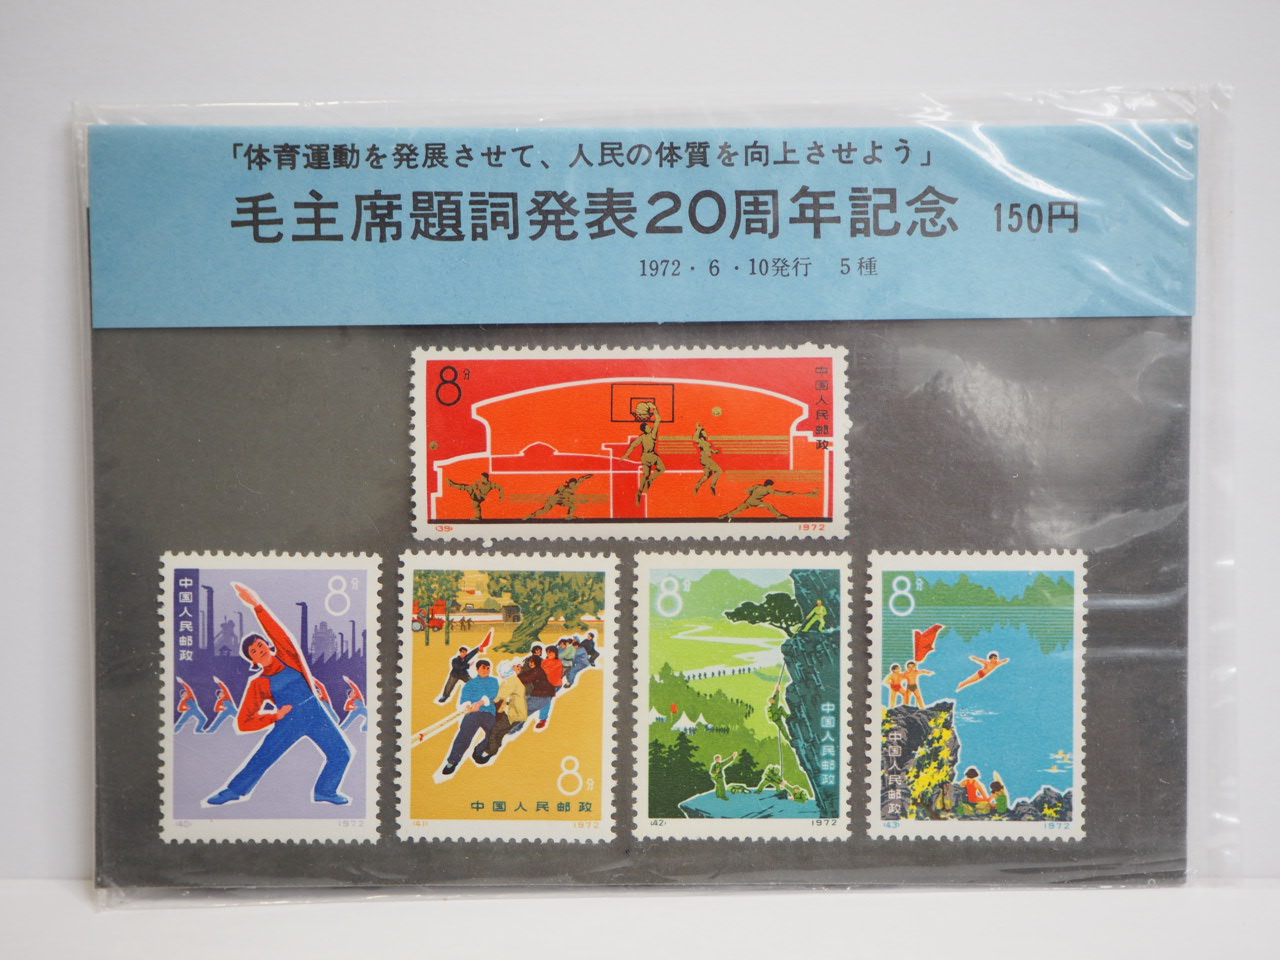 「体育運動を発展させて、人民の体質を向上させよう」
毛主席題詞発表20周年記念 150円
1972・6・10発行 5種
8分
中国人民邮政
(39) 1972
中国人民邮政
8分
(40) 1972
8分
中国人民邮政
(41) 1972
8分
中国人民邮政
(42) 1972
8分
中国人民邮政
(43) 1972